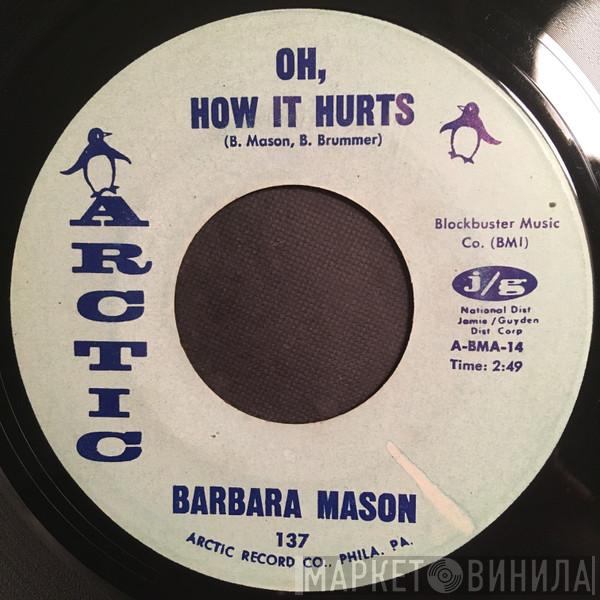 OH,
HOW IT HURTS
(B. Mason, B. Brummer)
ARCTIC
Blockbuster Music
Co. (BMI)
j/g
National Dist
Jamie/Guyden
Dist Corp
A-BMA-14
Time: 2:49
BARBARA MASON
137
ARCTIC RECORD CO., PHILA. PA.
МАРКЕТ ВИНИЛА